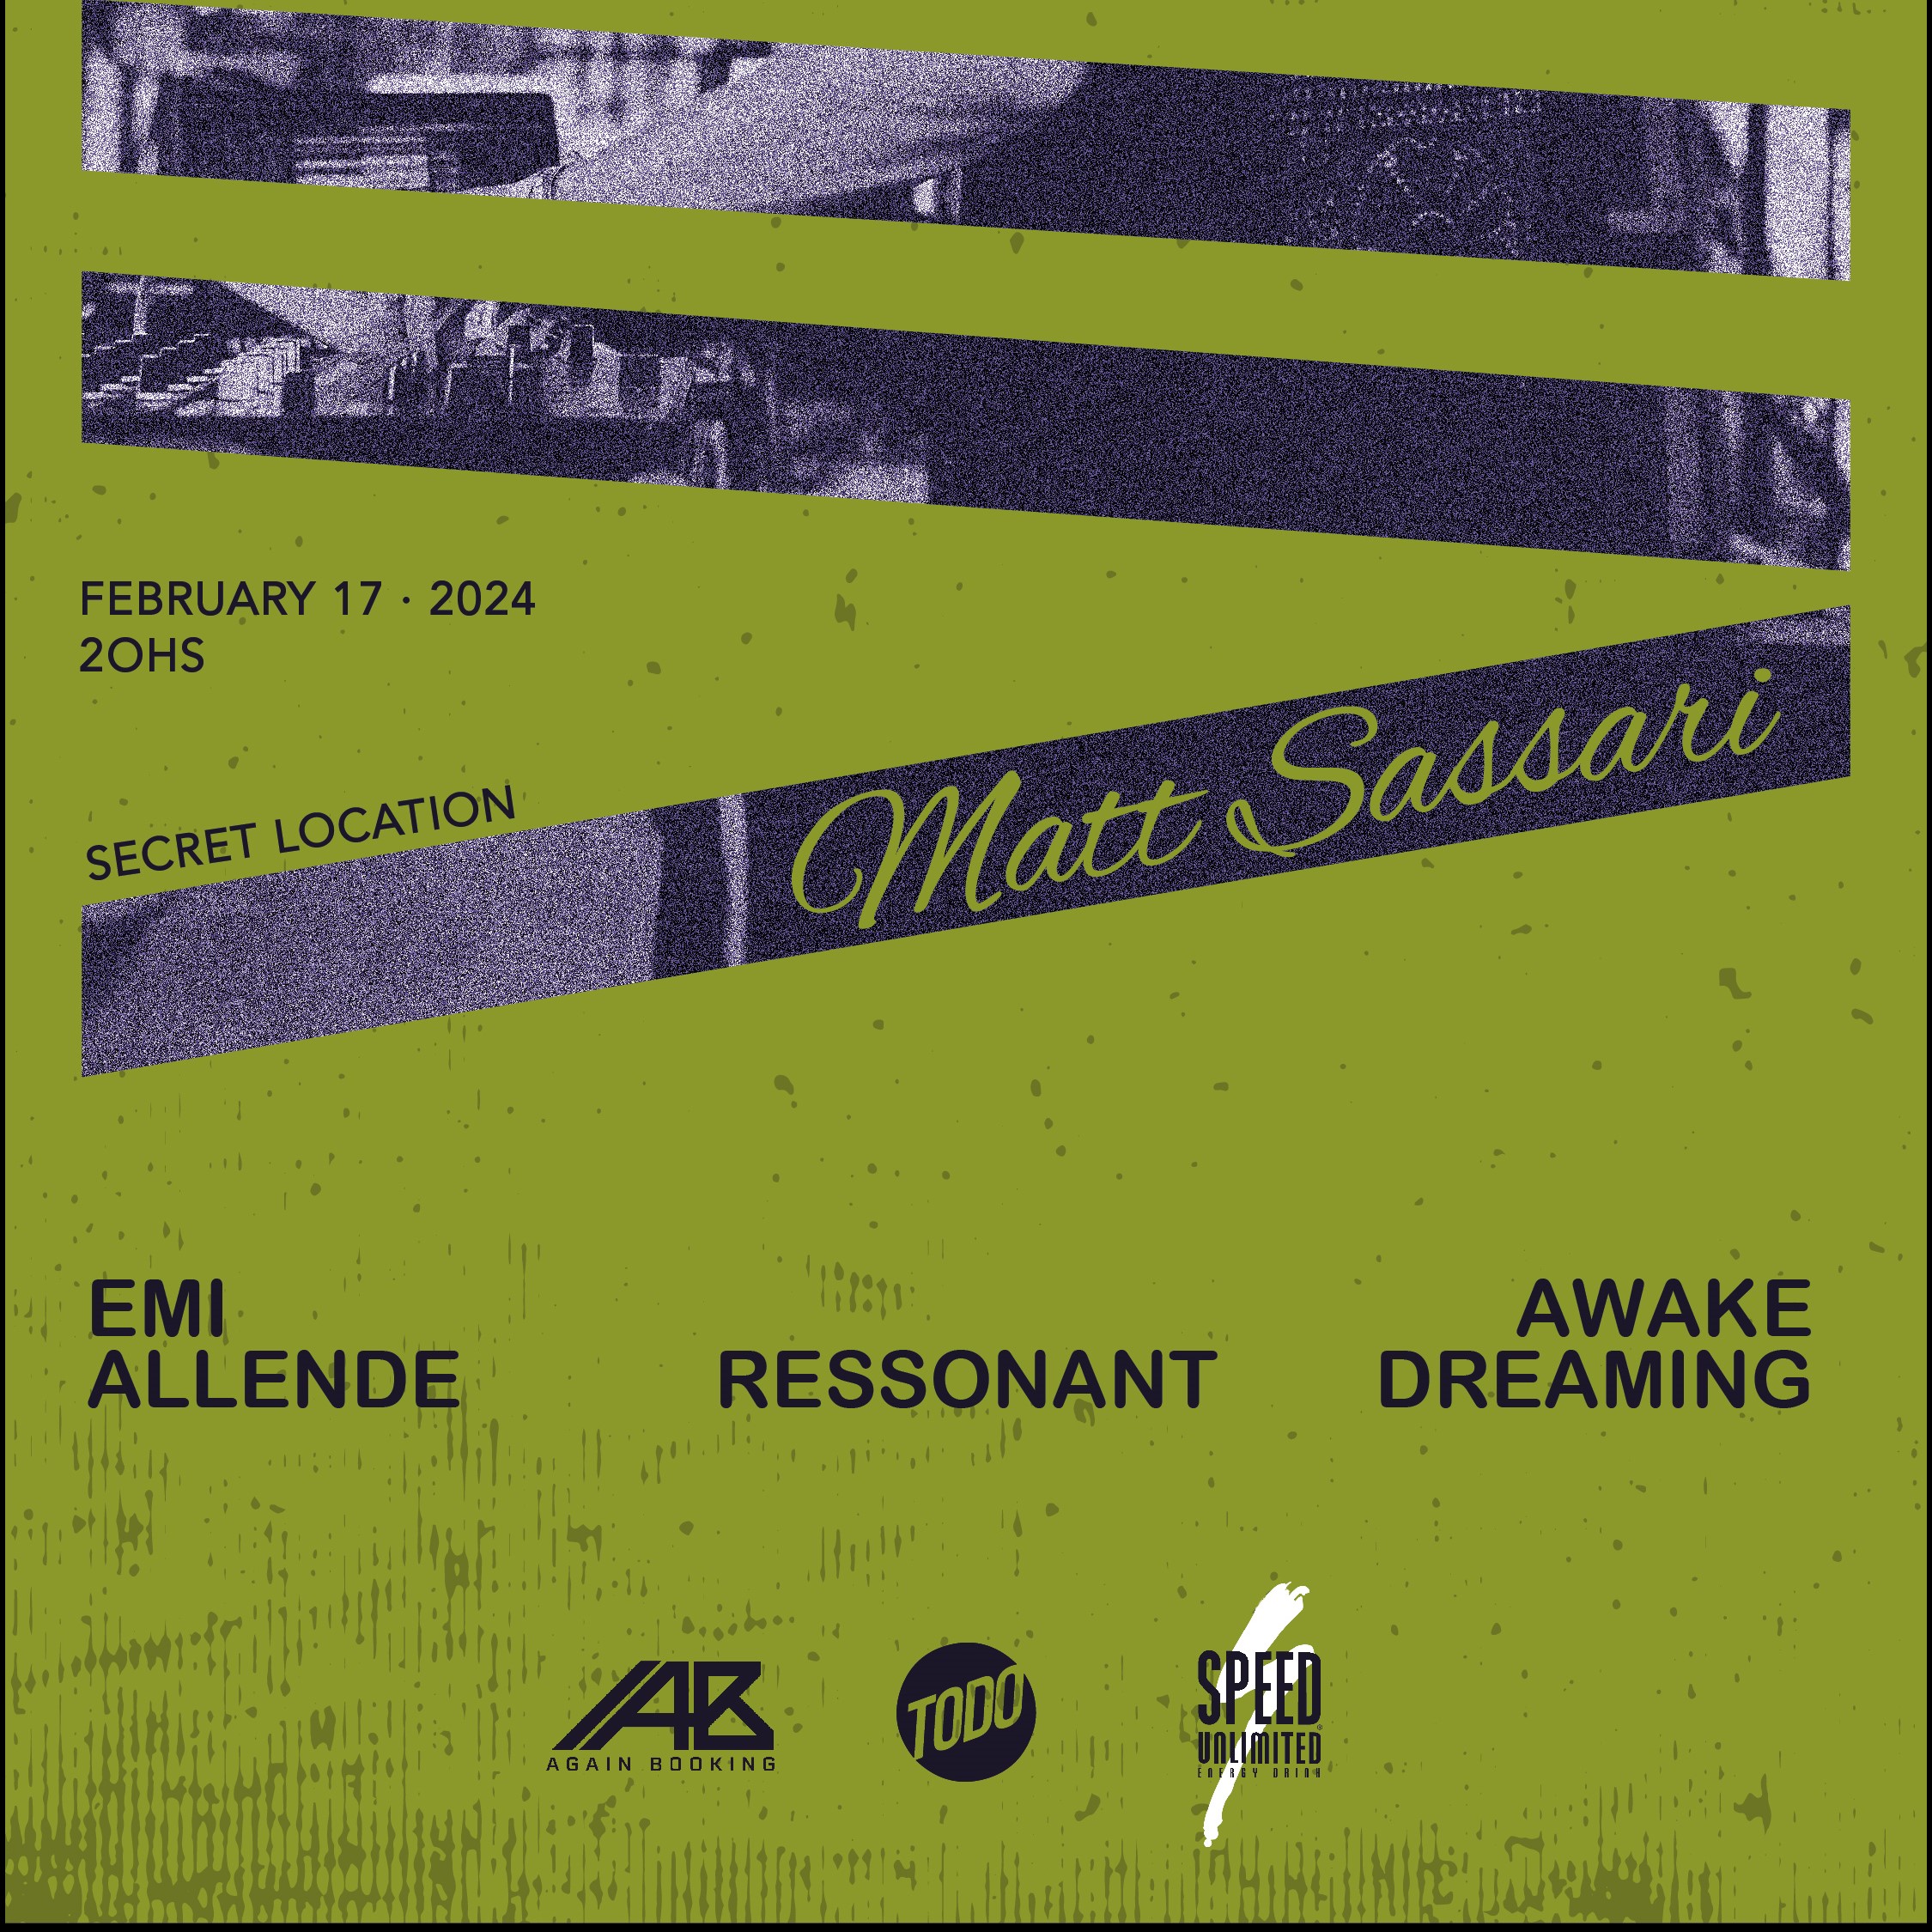 FEBRUARY 17 · 2024
2OHS
SECRET LOCATION
Matt Sassari
EMI
ALLENDE
RESSONANT
AWAKE
DREAMING
AB
AGAIN BOOKING
TODO
SPEED
UNLIMITED
ENERGY DRINK